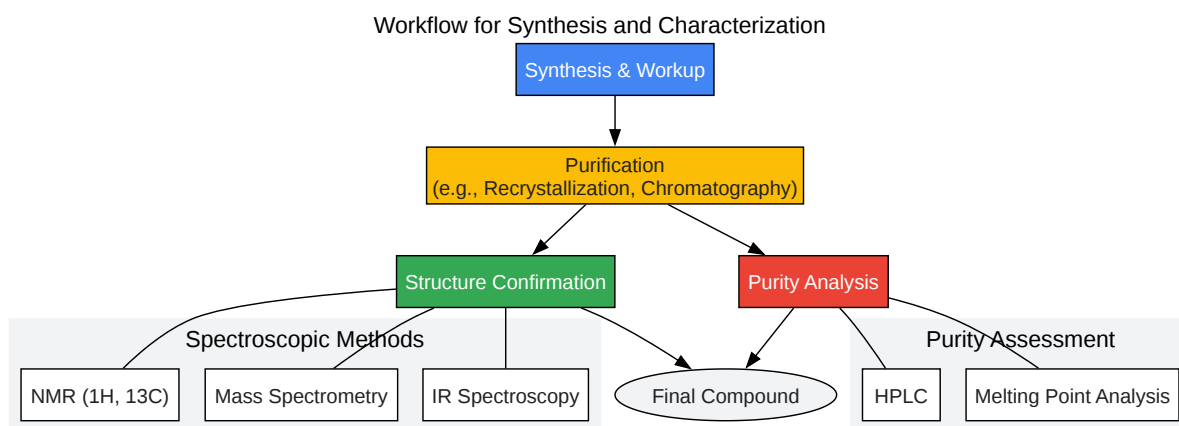 Workflow for Synthesis and Characterization
Synthesis & Workup
Purification
(e.g., Recrystallization, Chromatography)
Structure Confirmation
Purity Analysis
Spectroscopic Methods
Purity Assessment
NMR (1H, 13C)
Mass Spectrometry
IR Spectroscopy
Final Compound
HPLC
Melting Point Analysis